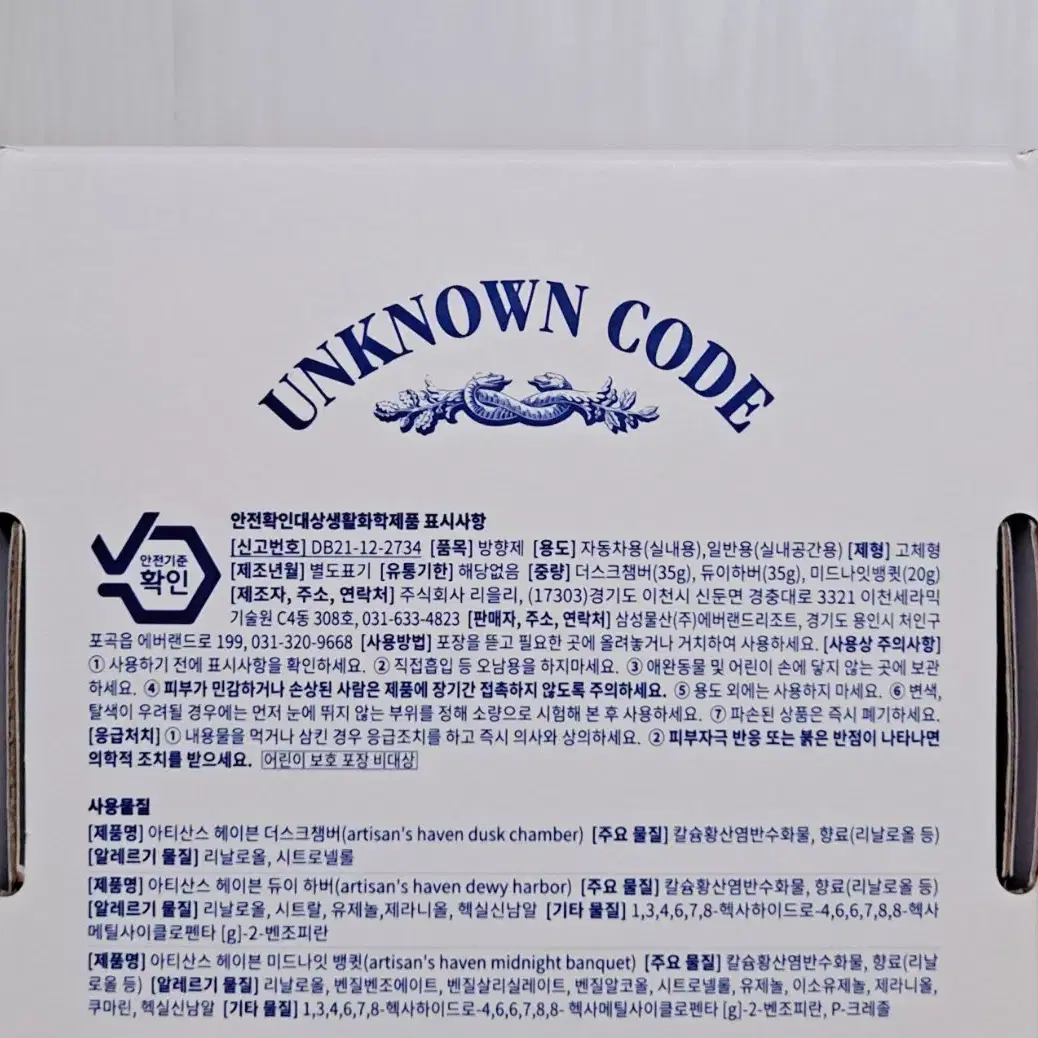 UNKNOWN CODE
안전기준
확인
안전확인대상생활화학제품 표시사항
[신고번호] DB21-12-2734 [품목] 방향제 [용도] 자동차용(실내용),일반용(실내공간용) [제형] 고체형
[제조년월] 별도표기 [유통기한] 해당없음 [중량] 더스크챔버(35g), 듀이하버(35g), 미드나잇뱅큇(20g)
[제조자, 주소, 연락처] 주식회사 리을리, (17303)경기도 이천시 신둔면 경충대로 3321 이천세라믹
기술원 C4동 308호, 031-633-4823 [판매자, 주소, 연락처] 삼성물산(주)에버랜드리조트, 경기도 용인시 처인구
포곡읍 에버랜드로 199, 031-320-9668 [사용방법] 포장을 뜯고 필요한 곳에 올려놓거나 거치하여 사용하세요. [사용상 주의사항]
① 사용하기 전에 표시사항을 확인하세요. ② 직접흡입 등 오남용을 하지마세요. ③ 애완동물 및 어린이 손에 닿지 않는 곳에 보관
하세요. ④ 피부가 민감하거나 손상된 사람은 제품에 장기간 접촉하지 않도록 주의하세요. ⑤ 용도 외에는 사용하지 마세요. ⑥ 변색,
탈색이 우려될 경우에는 먼저 눈에 뛰지 않는 부위를 정해 소량으로 시험해 본 후 사용하세요. ⑦ 파손된 상품은 즉시 폐기하세요.
[응급처치] ① 내용물을 먹거나 삼킨 경우 응급조치를 하고 즉시 의사와 상의하세요. ② 피부자극 반응 또는 붉은 반점이 나타나면
의학적 조치를 받으세요. 어린이 보호 포장 비대상
사용물질
[제품명] 아티산스 헤이븐 더스크챔버(artisan's haven dusk chamber) [주요 물질] 칼슘황산염반수화물, 향료(리날로올 등)
[알레르기 물질] 리날로올, 시트로넬롤
[제품명] 아티산스 헤이븐 듀이 하버(artisan's haven dewy harbor) [주요 물질] 칼슘황산염반수화물, 향료(리날로올 등)
[알레르기 물질] 리날로올, 시트랄, 유제놀,제라니올, 헥실신남알 [기타 물질] 1,3,4,6,7,8-헥사하이드로-4,6,6,7,8,8-헥사
메틸사이클로펜타 [g]-2-벤조피란
[제품명] 아티산스 헤이븐 미드나잇 뱅큇(artisan's haven midnight banquet) [주요 물질] 칼슘황산염반수화물, 향료(리날
로올 등) [알레르기 물질] 리날로올, 벤질벤조에이트, 벤질살리실레이트, 벤질알코올, 시트로넬롤, 유제놀, 이소유제놀, 제라니올,
쿠마린, 헥실신남알 [기타 물질] 1,3,4,6,7,8-헥사하이드로-4,6,6,7,8,8- 헥사메틸사이클로펜타 [g]-2-벤조피란, P-크레졸